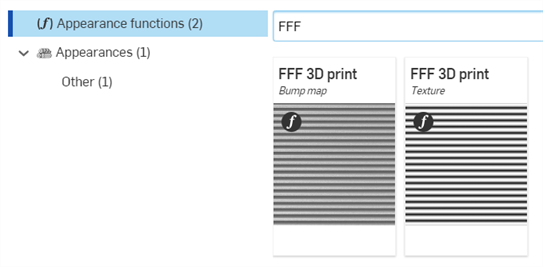 (ƒ) Appearance functions (2)
Appearances (1)
Other (1)
FFF
FFF 3D print
Bump map
ƒ
FFF 3D print
Texture
ƒ